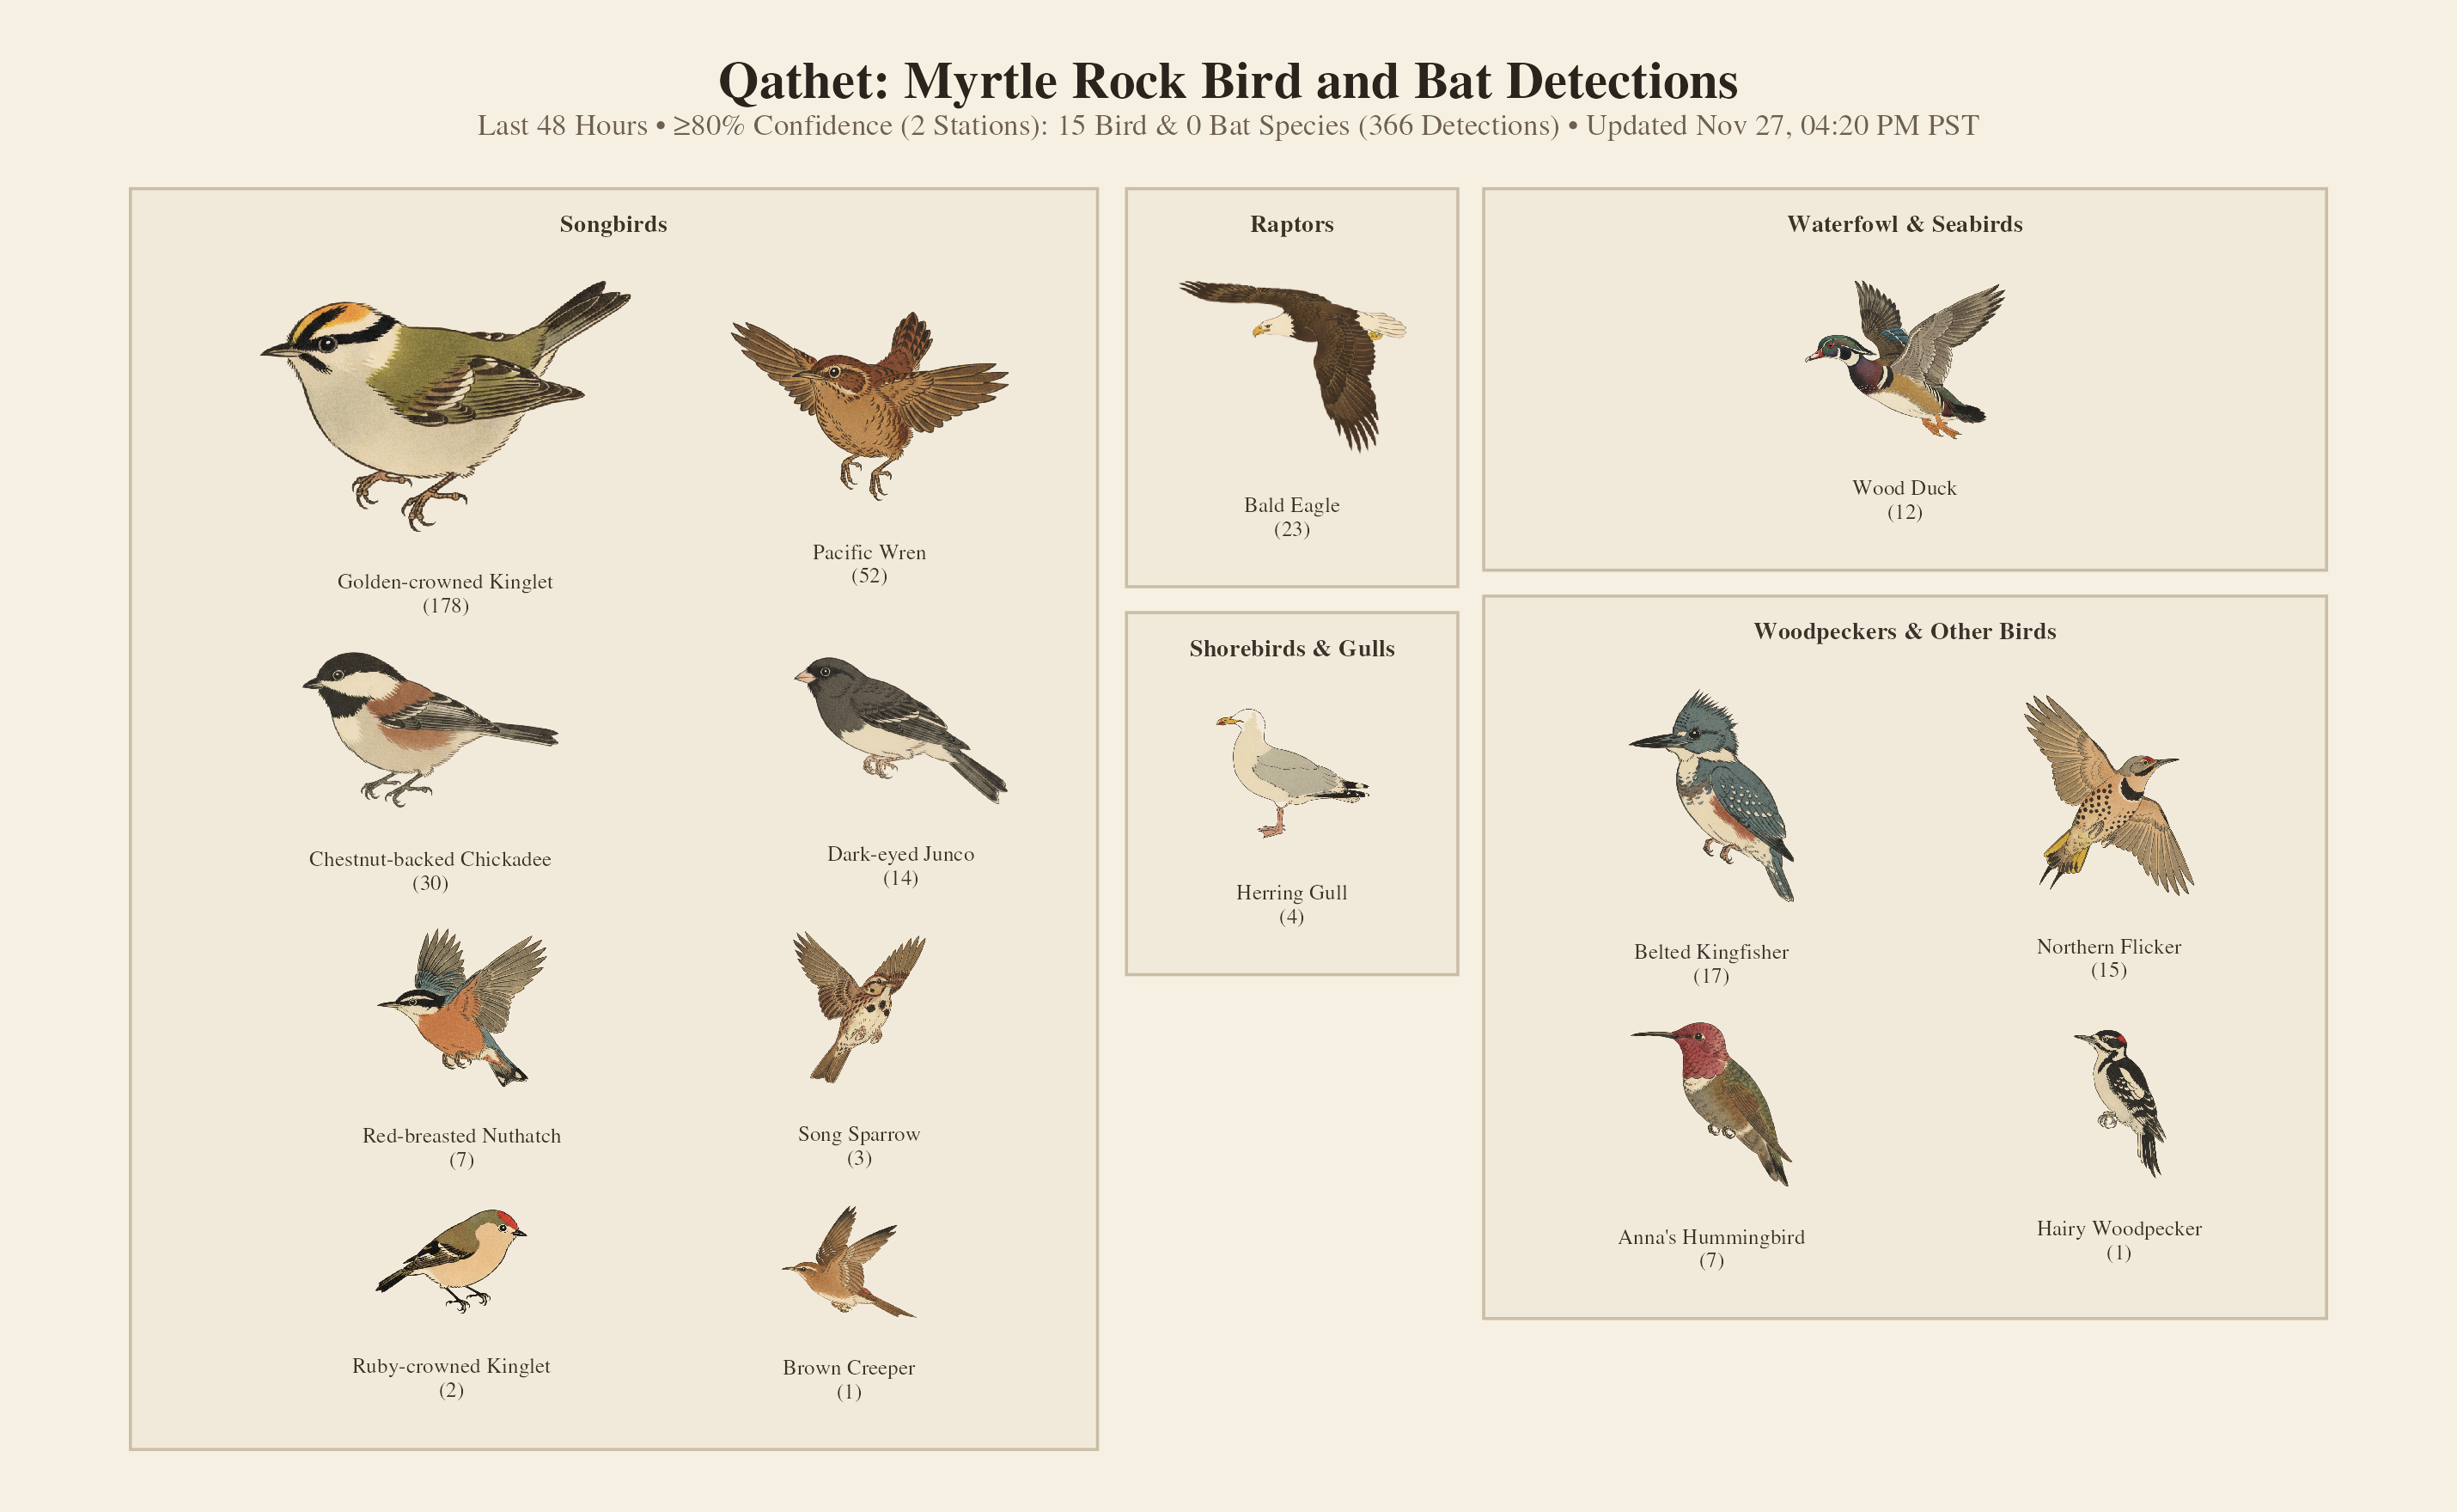 Qathet: Myrtle Rock Bird and Bat Detections
Last 48 Hours • ≥80% Confidence (2 Stations): 15 Bird & 0 Bat Species (366 Detections) • Updated Nov 27, 04:20 PM PST
Songbirds
Golden-crowned Kinglet
(178)
Pacific Wren
(52)
Chestnut-backed Chickadee
(30)
Dark-eyed Junco
(14)
Red-breasted Nuthatch
(7)
Song Sparrow
(3)
Ruby-crowned Kinglet
(2)
Brown Creeper
(1)
Raptors
Bald Eagle
(23)
Shorebirds & Gulls
Herring Gull
(4)
Waterfowl & Seabirds
Wood Duck
(12)
Woodpeckers & Other Birds
Belted Kingfisher
(17)
Northern Flicker
(15)
Anna's Hummingbird
(7)
Hairy Woodpecker
(1)